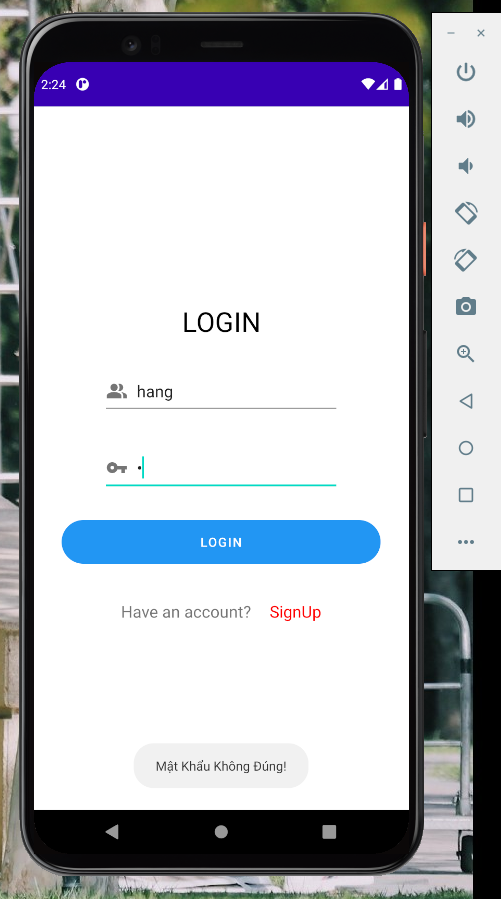 2:24
LOGIN
hang
•
LOGIN
Have an account? SignUp
Mật Khẩu Không Đúng!